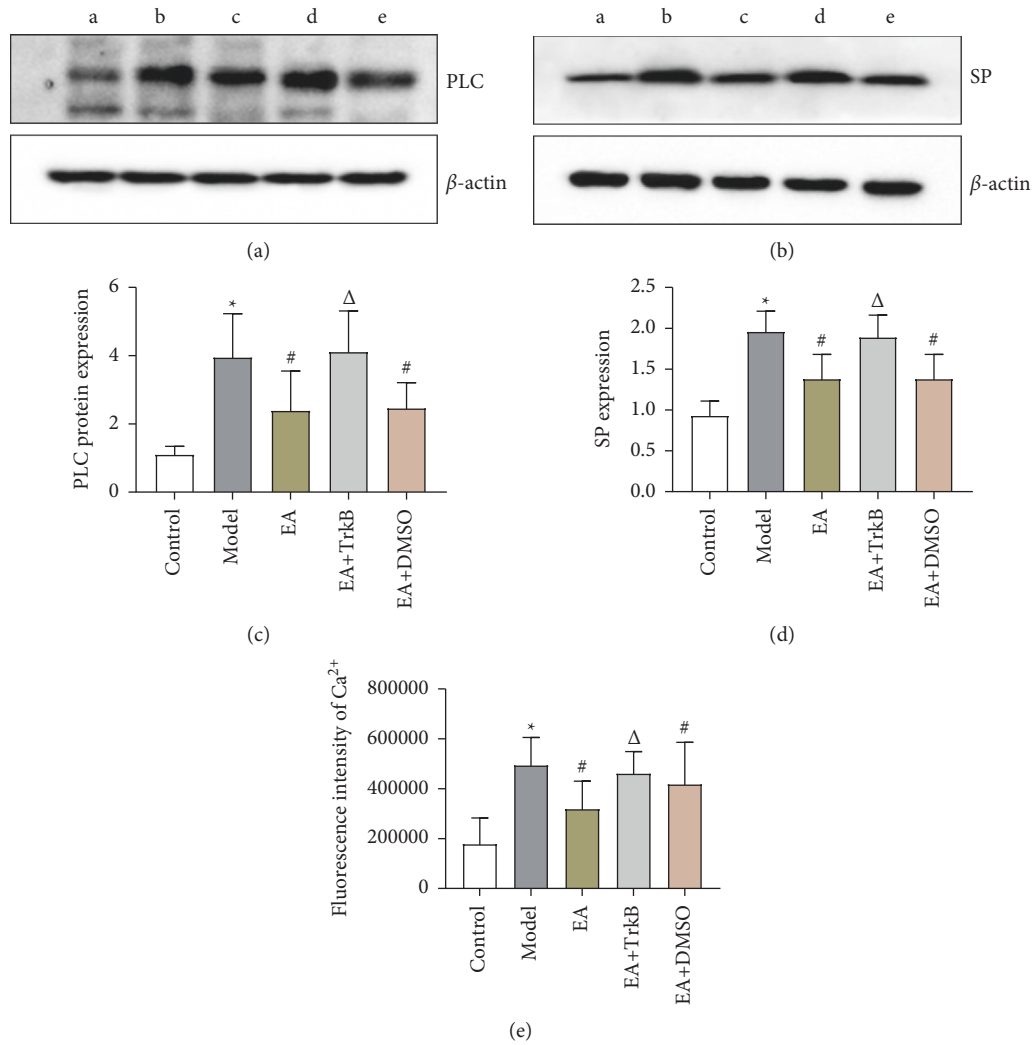 a b c d e
PLC
β-actin
(a)
a b c d e
SP
β-actin
(b)
PLC protein expression
6
4
2
0
*
#
Δ
#
Control
Model
EA
EA+TrkB
EA+DMSO
(c)
SP expression
2.5
2.0
1.5
1.0
0.5
0.0
*
#
Δ
#
Control
Model
EA
EA+TrkB
EA+DMSO
(d)
Fluorescence intensity of Ca²⁺
800000
600000
400000
200000
0
*
#
Δ
#
Control
Model
EA
EA+TrkB
EA+DMSO
(e)